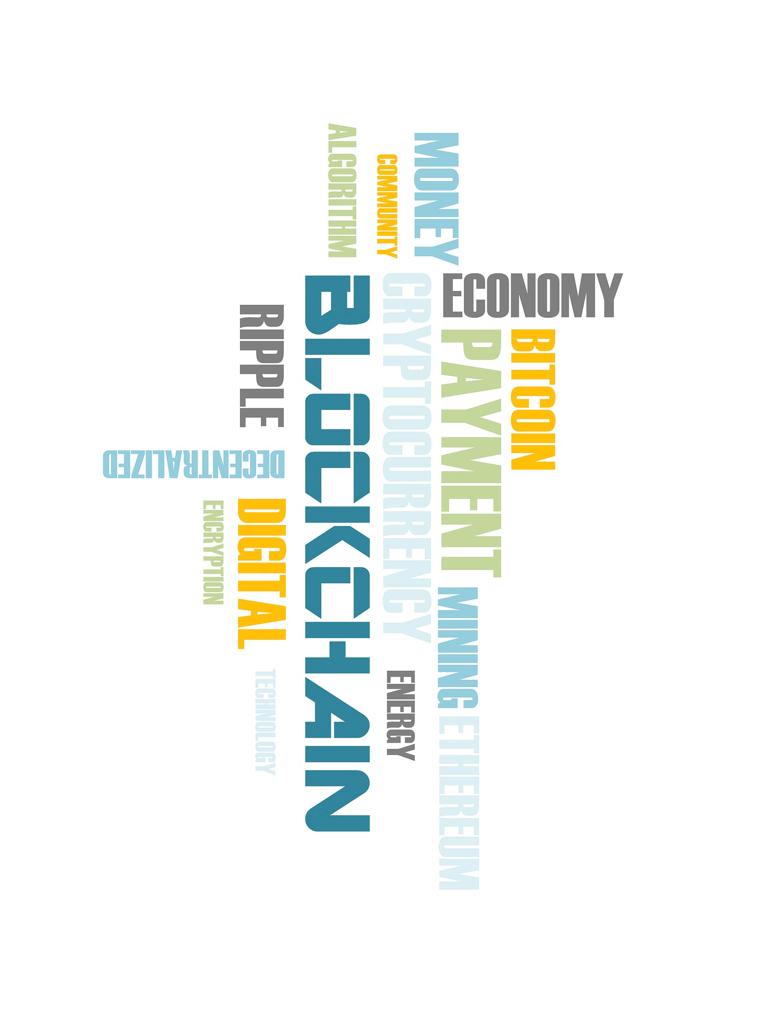 MONEY
ALGORITHM
COMMUNITY
ECONOMY
BLOCKCHAIN
CRYPTOCURRENCY
RIPPLE
PAYMENT
BITCOIN
DECENTRALIZED
DIGITAL
ENCRYPTION
MINING
ENERGY
TECHNOLOGY
ETHEREUM